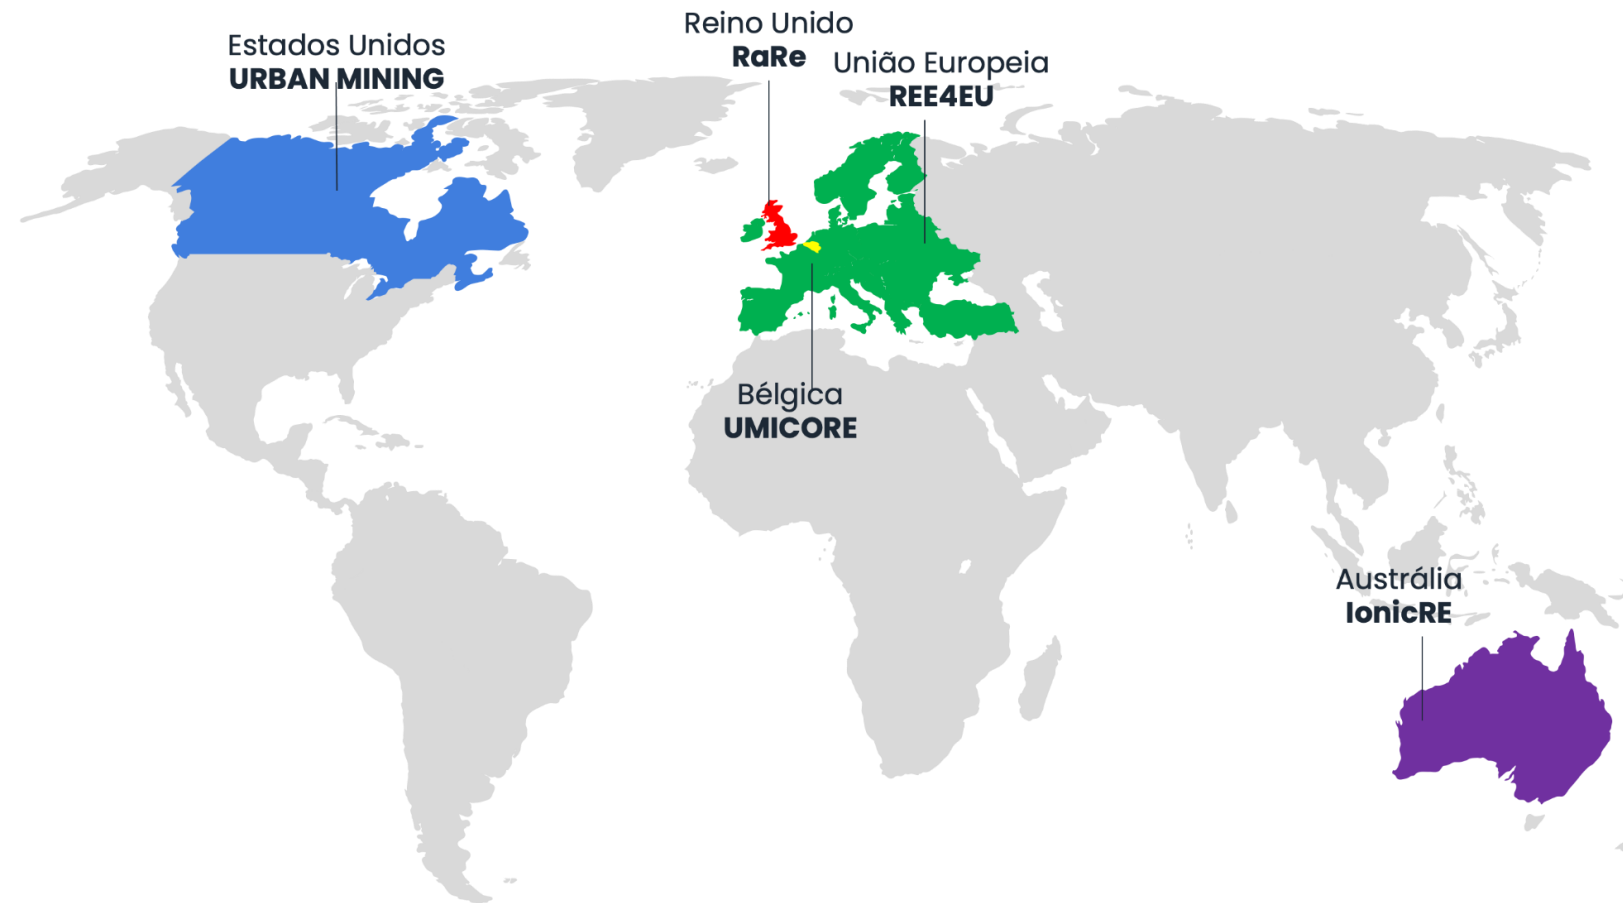 Estados Unidos
URBAN MINING
Reino Unido
RaRe
União Europeia
REE4EU
Bélgica
UMICORE
Austrália
IonicRE